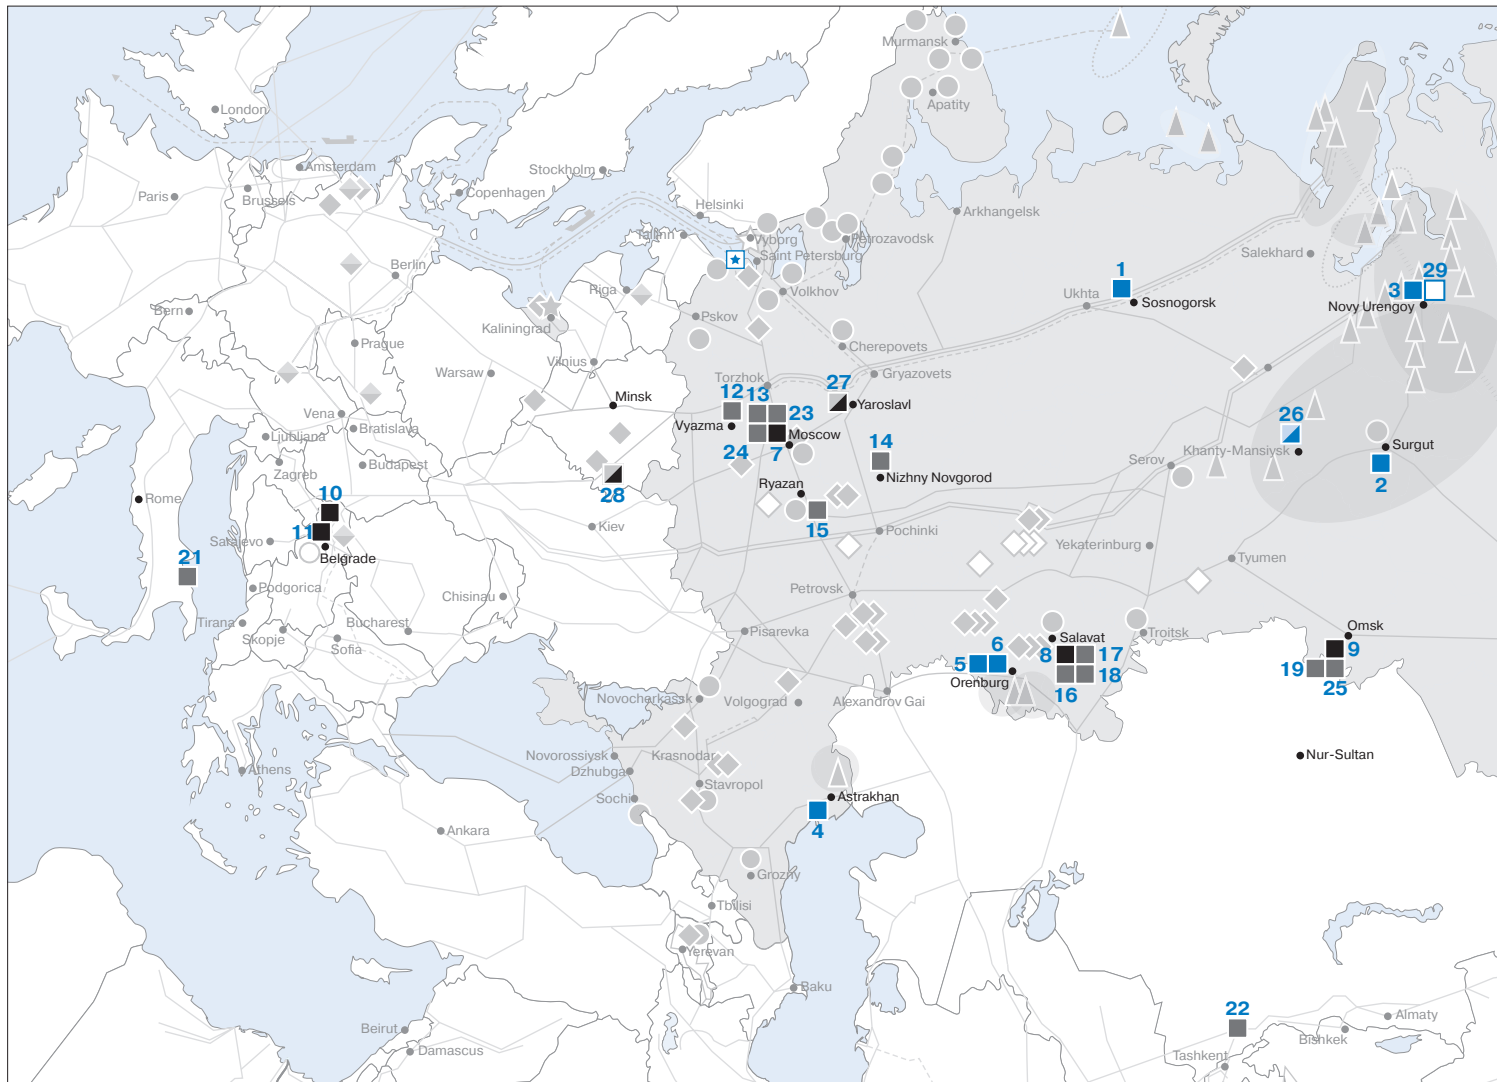 Murmansk
Apatity
London
Amsterdam
Stockholm
Paris
Brussels
Copenhagen
Helsinki
Arkhangelsk
Tallinn
Vyborg
Petrozavodsk
Saint Petersburg
Salekhard
Berlin
Riga
Volkhov
Ukhta
1
Sosnogorsk
3
29
Novy Urengoy
Bern
Kaliningrad
Pskov
Prague
Vilnius
Cherepovets
Warsaw
Torzhok
Gryazovets
27
Yaroslavl
Minsk
12
13
23
Vena
Vyazma
Moscow
26
Bratislava
Ljubljana
24
7
14
Khanty-Mansiysk
Surgut
2
Zagreb
Budapest
Serov
Nizhny Novgorod
Ryazan
28
Rome
10
15
11
Kiev
Pochinki
Sarajevo
Belgrade
Yekaterinburg
21
Tyumen
Podgorica
Chisinau
Petrovsk
Tirana
Skopje
Bucharest
Sofia
Pisarevka
Troitsk
Omsk
Salavat
5
6
8
17
9
Orenburg
16
18
19
25
Novocherkassk
Volgograd
Alexandrov Gai
Novorossiysk
Krasnodar
Nur-Sultan
Athens
Dzhubga
Stavropol
Sochi
Astrakhan
4
Ankara
Grozny
Tbilisi
Yerevan
Baku
22
Almaty
Beirut
Bishkek
Damascus
Tashkent